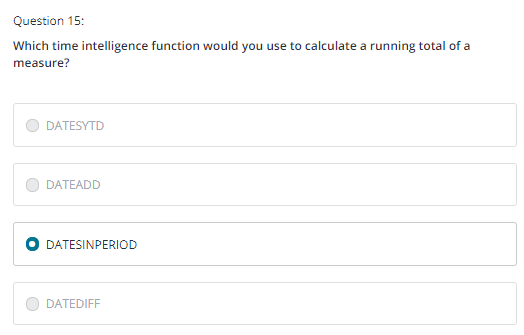 Question 15:
Which time intelligence function would you use to calculate a running total of a
measure?
DATESYTD
DATEADD
DATESINPERIOD
DATEDIFF